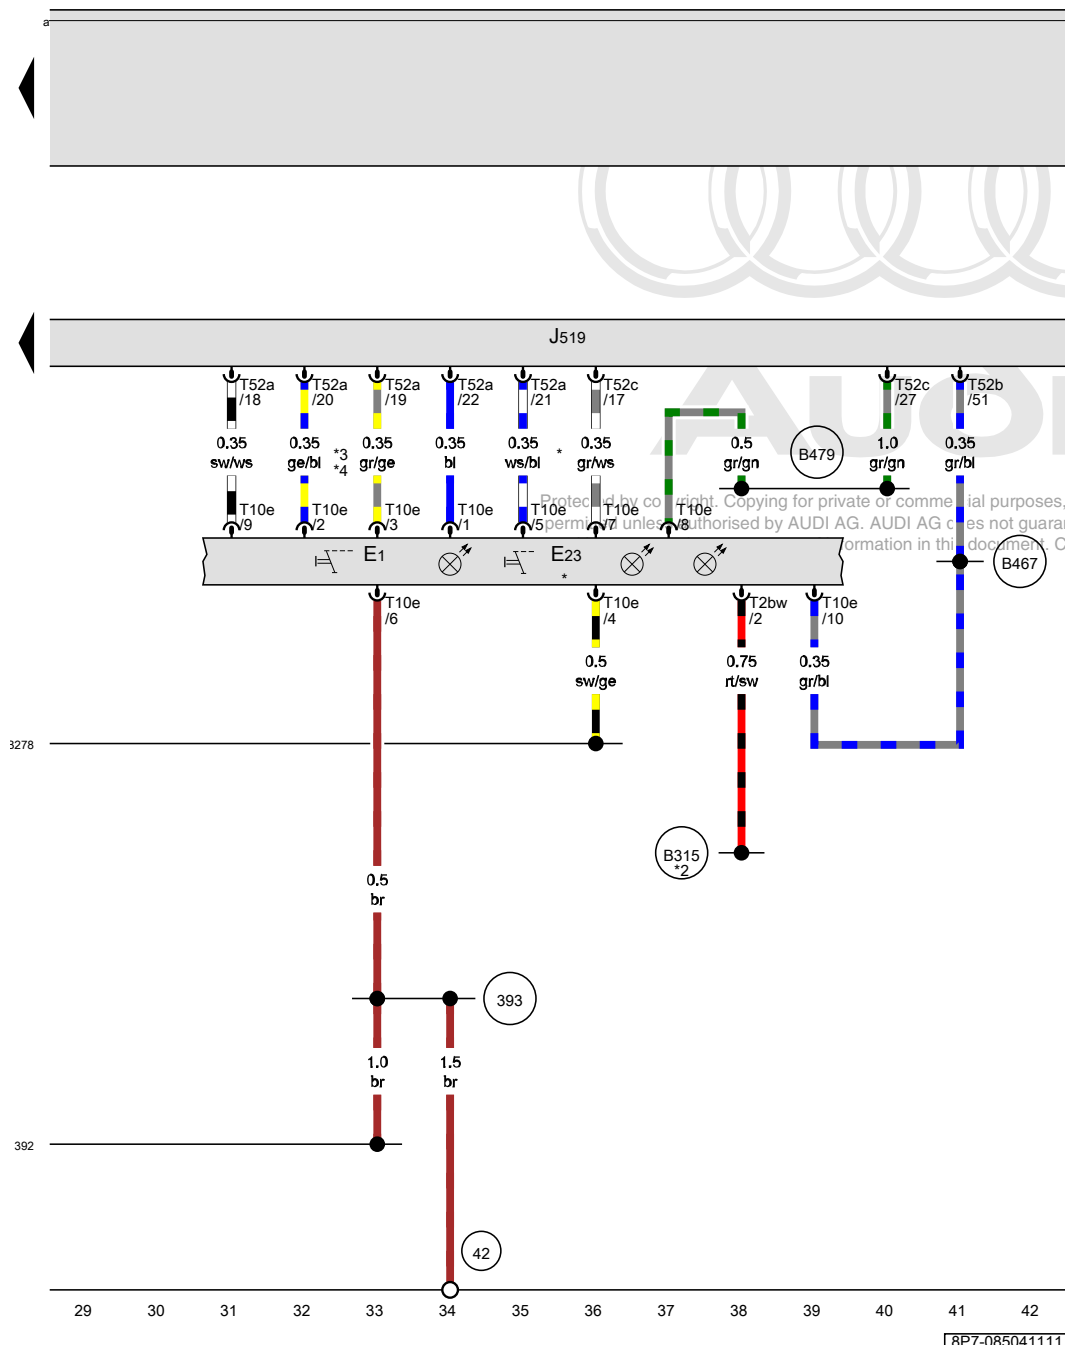 a
J519
T52a
/18
T52a
/20
T52a
/19
T52a
/22
T52a
/21
T52c
/17
T52c
/27
T52b
/51
0.35
sw/ws
0.35
ge/bl
*3
*4
0.35
gr/ge
0.35
bl
0.35
ws/bl
*
0.35
gr/ws
0.5
gr/gn
B479
1.0
gr/gn
0.35
gr/bl
AUDI
T10e
/9
T10e
/2
T10e
/3
T10e
/1
T10e
/5
T10e
/7
T10e
/8
Protected by copyright. Copying for private or commercial purposes,
permitted unless authorised by AUDI AG. AUDI AG does not guaran
ormation in this document. C
E1
E23
*
B467
T10e
/6
T10e
/4
T2bw
/2
T10e
/10
0.5
sw/ge
0.75
rt/sw
0.35
gr/bl
3278
B315
*2
0.5
br
393
1.0
br
1.5
br
392
42
29 30 31 32 33 34 35 36 37 38 39 40 41 42
8P7-085041111